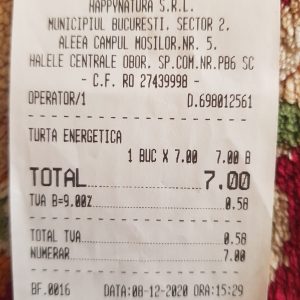 HAPPYNATURA S.R.L.
MUNICIPIUL BUCURESTI, SECTOR 2,
ALEEA CAMPUL MOSILOR,NR. 5,
HALELE CENTRALE OBOR, SP.COM.NR.PB6 SC
- C.F. RO 27439998 -
OPERATOR/1 D.698012561
TURTA ENERGETICA
1 BUC X 7.00 7.00 B
TOTAL 7.00
TUA B=9.00% 0.58
TOTAL TUA 0.58
NUMERAR 7.00
BF.0016 DATA:08-12-2020 ORA:15:29